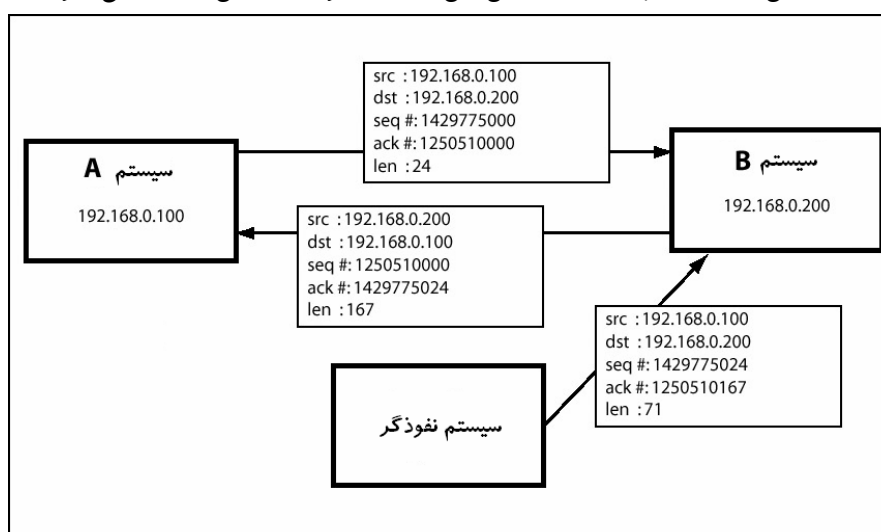 src : 192.168.0.100
dst : 192.168.0.200
seq #: 1429775000
ack #: 1250510000
len : 24
سیستم A
192.168.0.100
سیستم B
192.168.0.200
src : 192.168.0.200
dst : 192.168.0.100
seq #: 1250510000
ack #: 1429775024
len : 167
src : 192.168.0.100
dst : 192.168.0.200
seq #: 1429775024
ack #: 1250510167
len : 71
سیستم نفوذگر